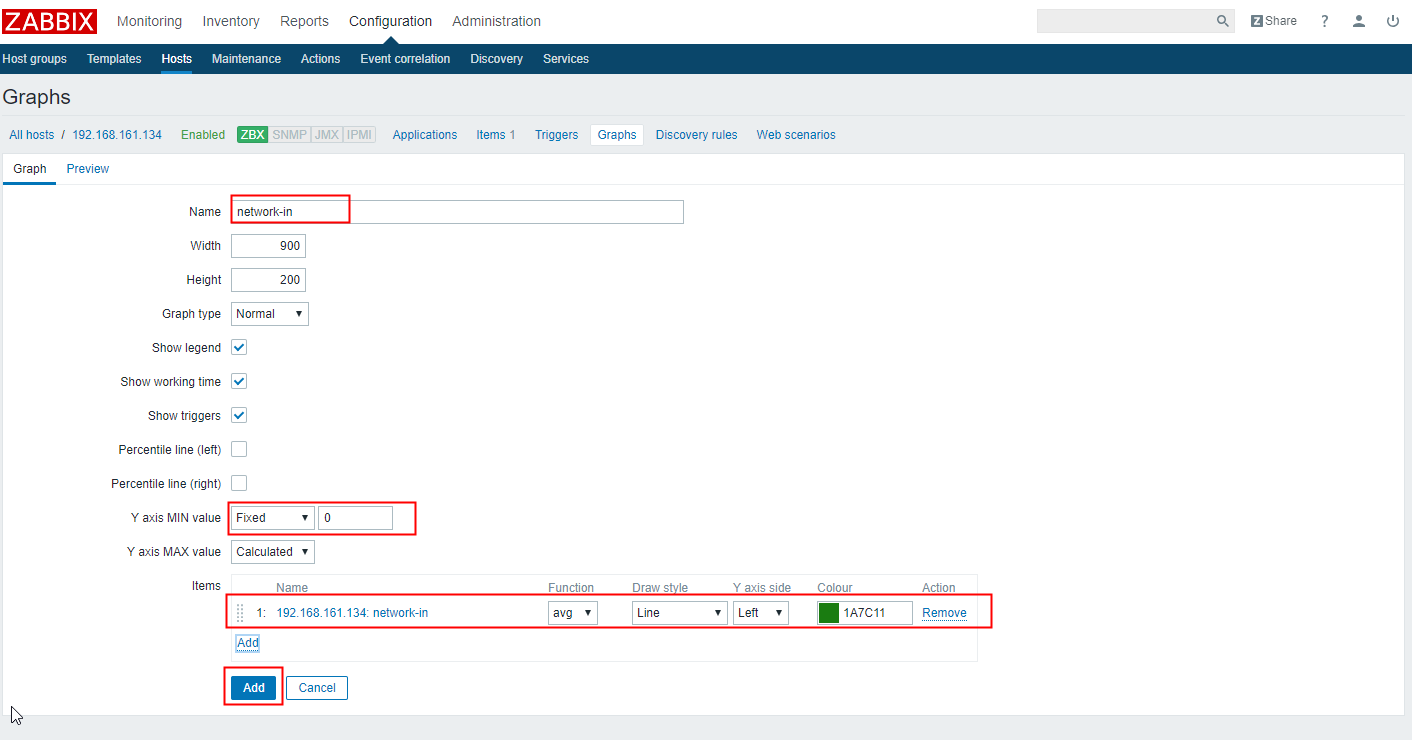 ZABBIX Monitoring Inventory Reports Configuration Administration Z Share ?
Host groups Templates Hosts Maintenance Actions Event correlation Discovery Services
Graphs
All hosts / 192.168.161.134 Enabled ZBX SNMP JMX IPMI Applications Items 1 Triggers Graphs Discovery rules Web scenarios
Graph Preview
Name network-in
Width 900
Height 200
Graph type Normal
Show legend
Show working time
Show triggers
Percentile line (left)
Percentile line (right)
Y axis MIN value Fixed 0
Y axis MAX value Calculated
Items Name Function Draw style Y axis side Colour Action
1: 192.168.161.134: network-in avg Line Left 1A7C11 Remove
Add
Add Cancel